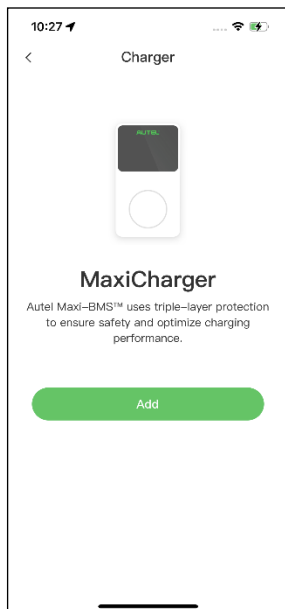 10:27
Charger
AUTEL
MaxiCharger
Autel Maxi-BMS™ uses triple-layer protection
to ensure safety and optimize charging
performance.
Add